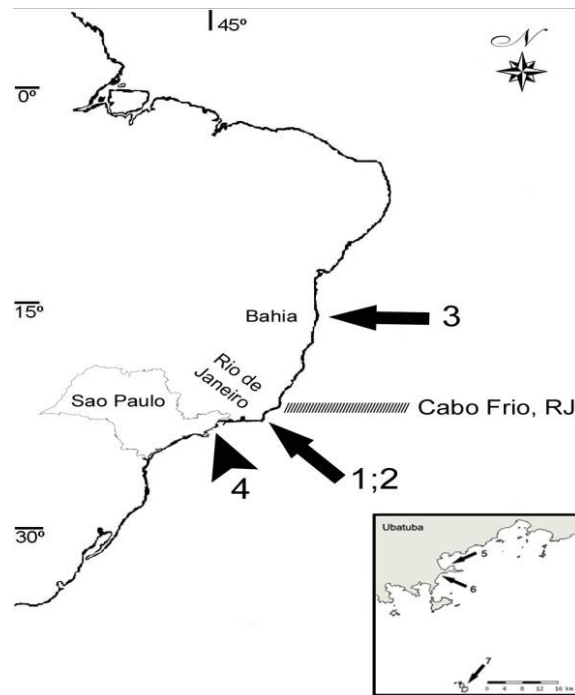 45º
N
0º
15º
Bahia
3
Rio de
Janeiro
Sao Paulo
Cabo Frio, RJ
4
1;2
30º
Ubatuba
5
6
7
0 4 8 12 16 km